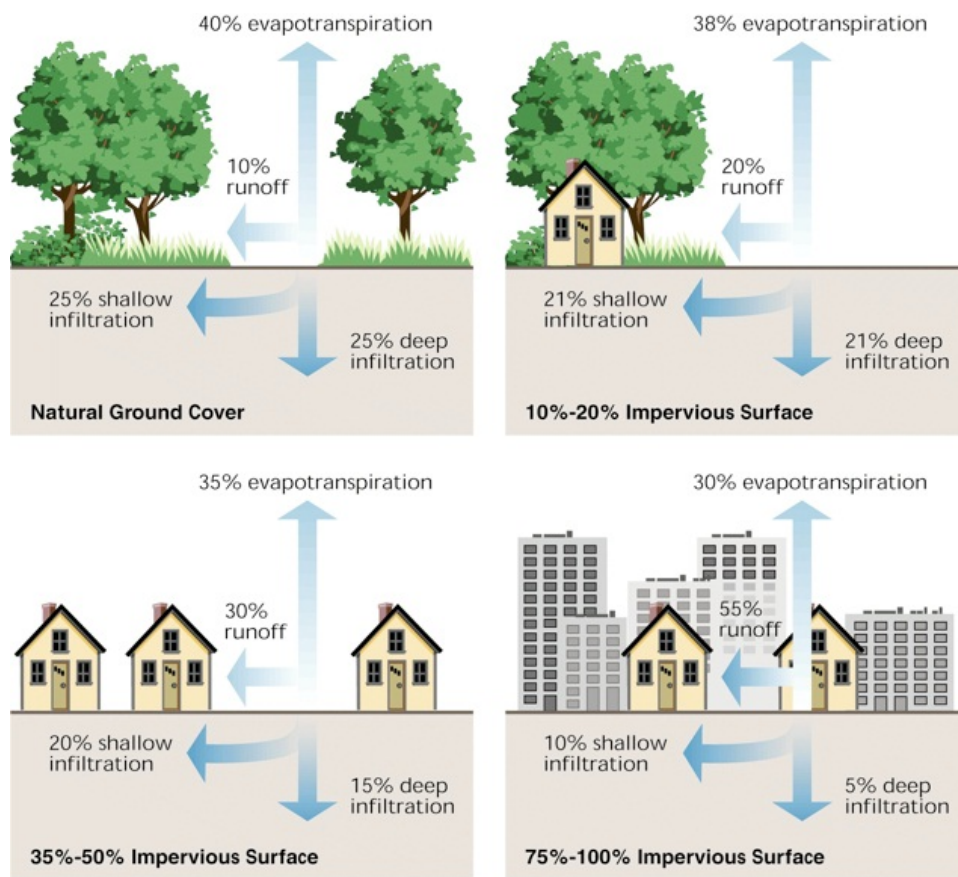 40% evapotranspiration
10%
runoff
25% shallow
infiltration
25% deep
infiltration
Natural Ground Cover
38% evapotranspiration
20%
runoff
21% shallow
infiltration
21% deep
infiltration
10%-20% Impervious Surface
35% evapotranspiration
30%
runoff
20% shallow
infiltration
15% deep
infiltration
35%-50% Impervious Surface
30% evapotranspiration
55%
runoff
10% shallow
infiltration
5% deep
infiltration
75%-100% Impervious Surface